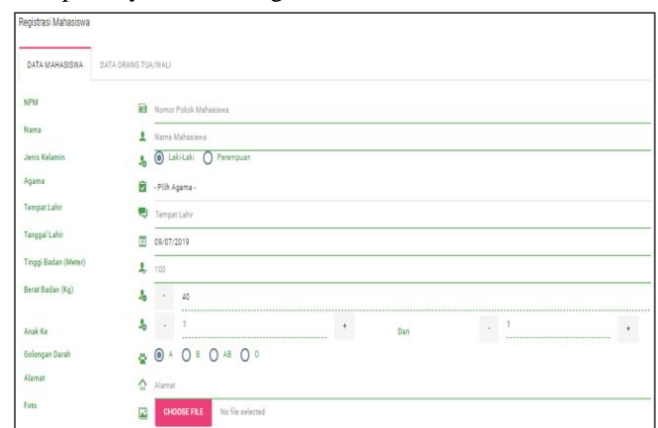 Registrasi Mahasiswa
DATA MAHASISWA DATA ORANG TUA/WALI
NPM Nomor Pokok Mahasiswa
Nama Nama Mahasiswa
Jenis Kelamin Laki-Laki Perempuan
Agama - Pilih Agama -
Tempat Lahir Tempat Lahir
Tanggal Lahir 09/07/2019
Tinggi Badan (Meter) 100
Berat Badan (Kg) - 40
Anak Ke - 1 + Dari - 1 +
Golongan Darah A B AB O
Alamat Alamat
Foto CHOOSE FILE No file selected